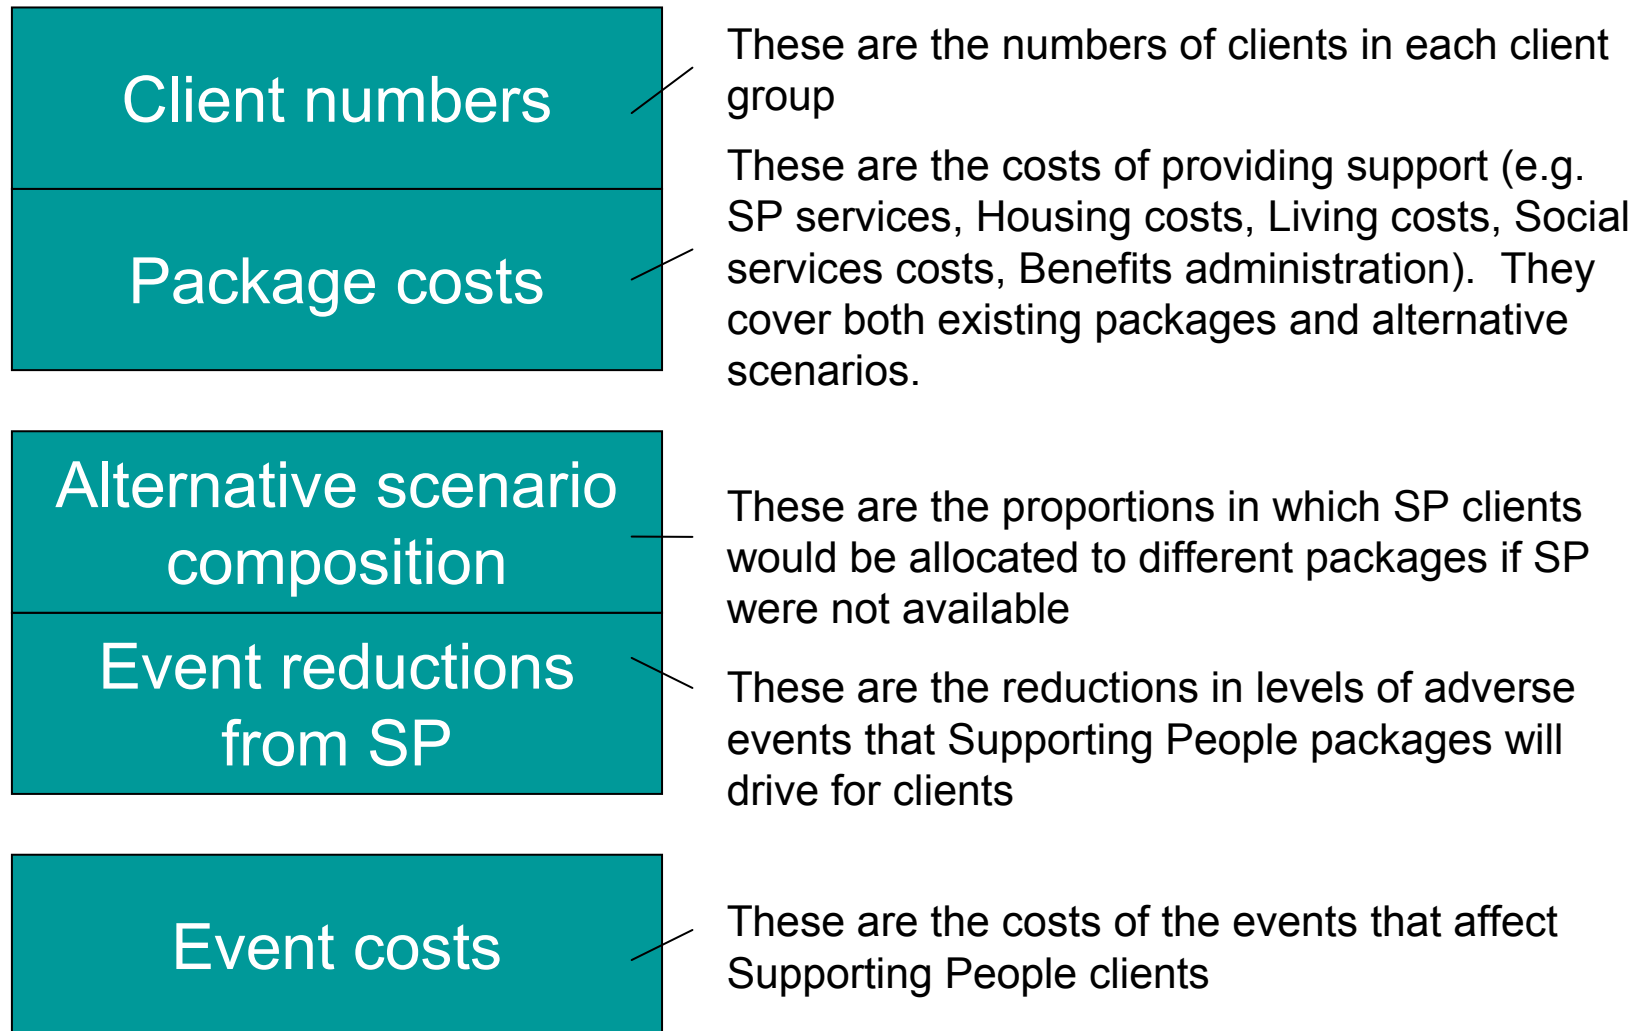 Client numbers
These are the numbers of clients in each client
group
Package costs
These are the costs of providing support (e.g.
SP services, Housing costs, Living costs, Social
services costs, Benefits administration).  They
cover both existing packages and alternative
scenarios.
Alternative scenario
composition
These are the proportions in which SP clients
would be allocated to different packages if SP
were not available
Event reductions
from SP
These are the reductions in levels of adverse
events that Supporting People packages will
drive for clients
Event costs
These are the costs of the events that affect
Supporting People clients